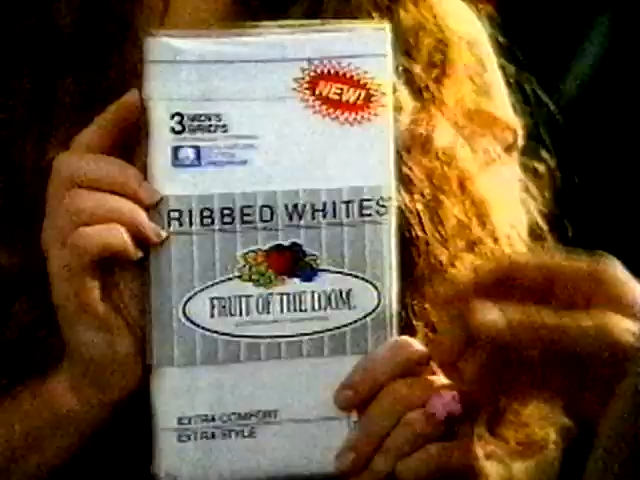 NEW!
3 MEN'S
BRIEFS
RIBBED WHITES
FRUIT OF THE LOOM.
EXTRA COMFORT
EXTRA STYLE